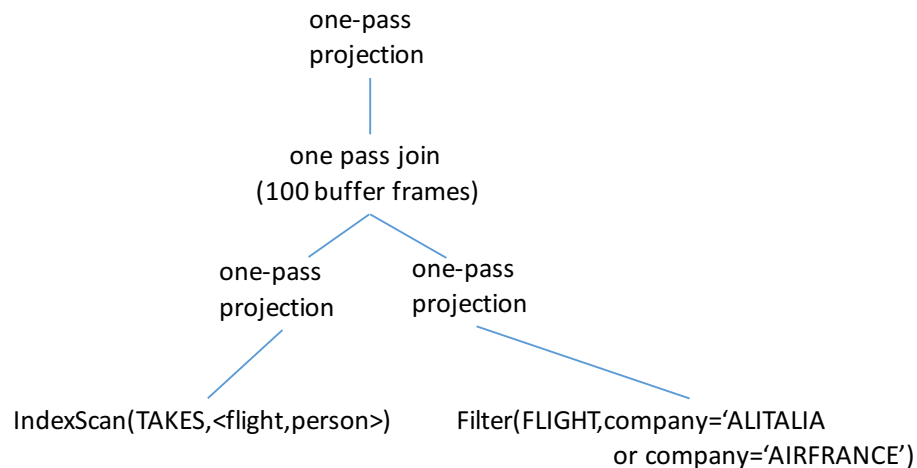 one-pass
projection
one pass join
(100 buffer frames)
one-pass
projection
one-pass
projection
IndexScan(TAKES,<flight,person>)
Filter(FLIGHT,company=‘ALITALIA
or company=‘AIRFRANCE’)